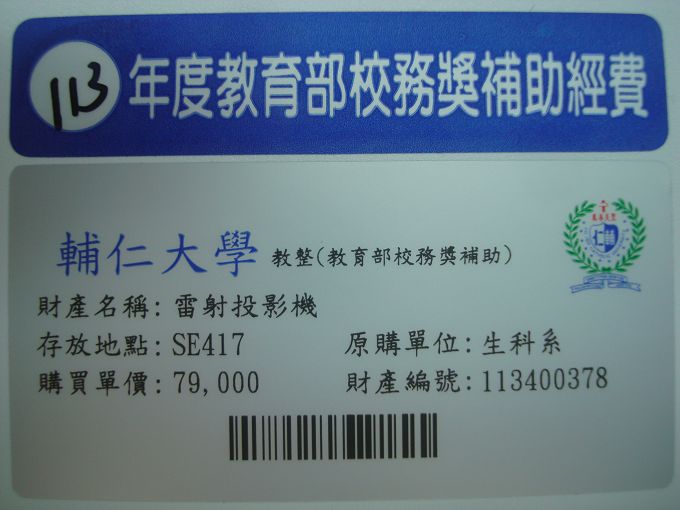 113年度教育部校務獎補助經費
輔仁大學 教整(教育部校務獎補助)
財產名稱: 雷射投影機
存放地點: SE417 原購單位: 生科系
購買單價: 79,000 財產編號: 113400378